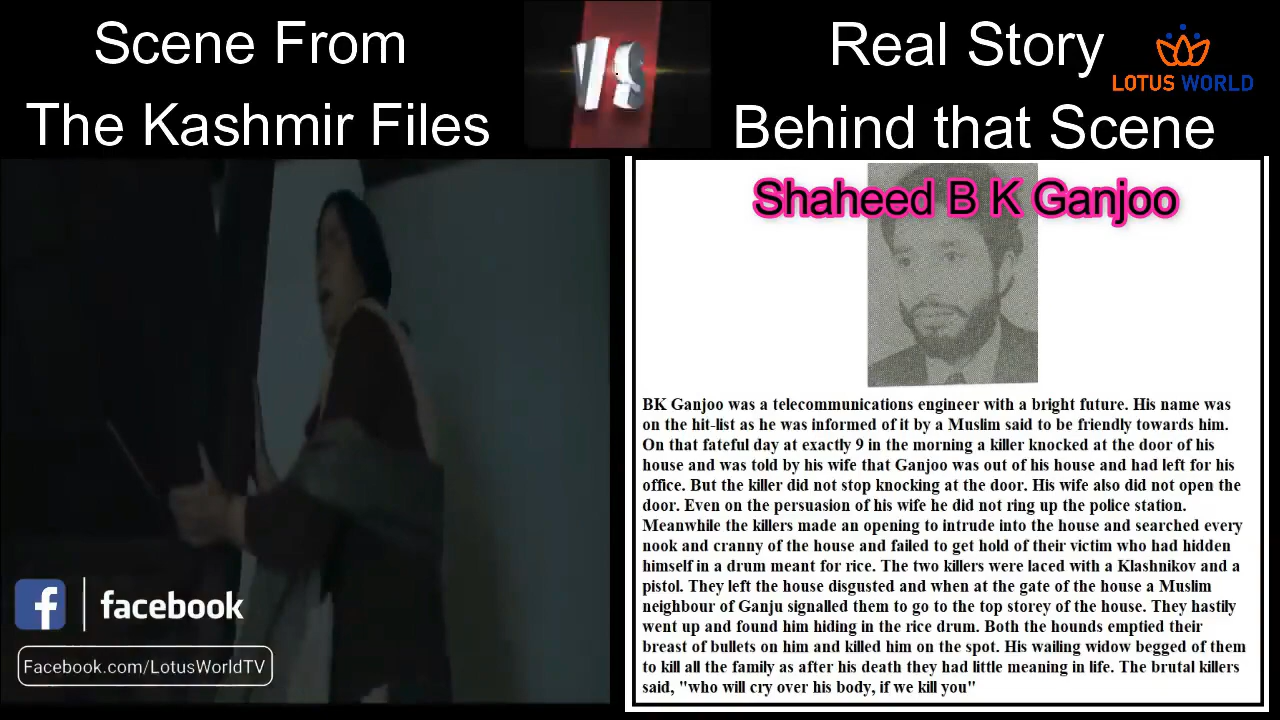 Scene From
The Kashmir Files
VS
Real Story
Behind that Scene
LOTUS WORLD
Shaheed B K Ganjoo
BK Ganjoo was a telecommunications engineer with a bright future. His name was
on the hit-list as he was informed of it by a Muslim said to be friendly towards him.
On that fateful day at exactly 9 in the morning a killer knocked at the door of his
house and was told by his wife that Ganjoo was out of his house and had left for his
office. But the killer did not stop knocking at the door. His wife also did not open the
door. Even on the persuasion of his wife he did not ring up the police station.
Meanwhile the killers made an opening to intrude into the house and searched every
nook and cranny of the house and failed to get hold of their victim who had hidden
himself in a drum meant for rice. The two killers were laced with a Klashnikov and a
pistol. They left the house disgusted and when at the gate of the house a Muslim
neighbour of Ganju signalled them to go to the top storey of the house. They hastily
went up and found him hiding in the rice drum. Both the hounds emptied their
breast of bullets on him and killed him on the spot. His wailing widow begged of them
to kill all the family as after his death they had little meaning in life. The brutal killers
said, "who will cry over his body, if we kill you"
f
facebook
Facebook.com/LotusWorldTV